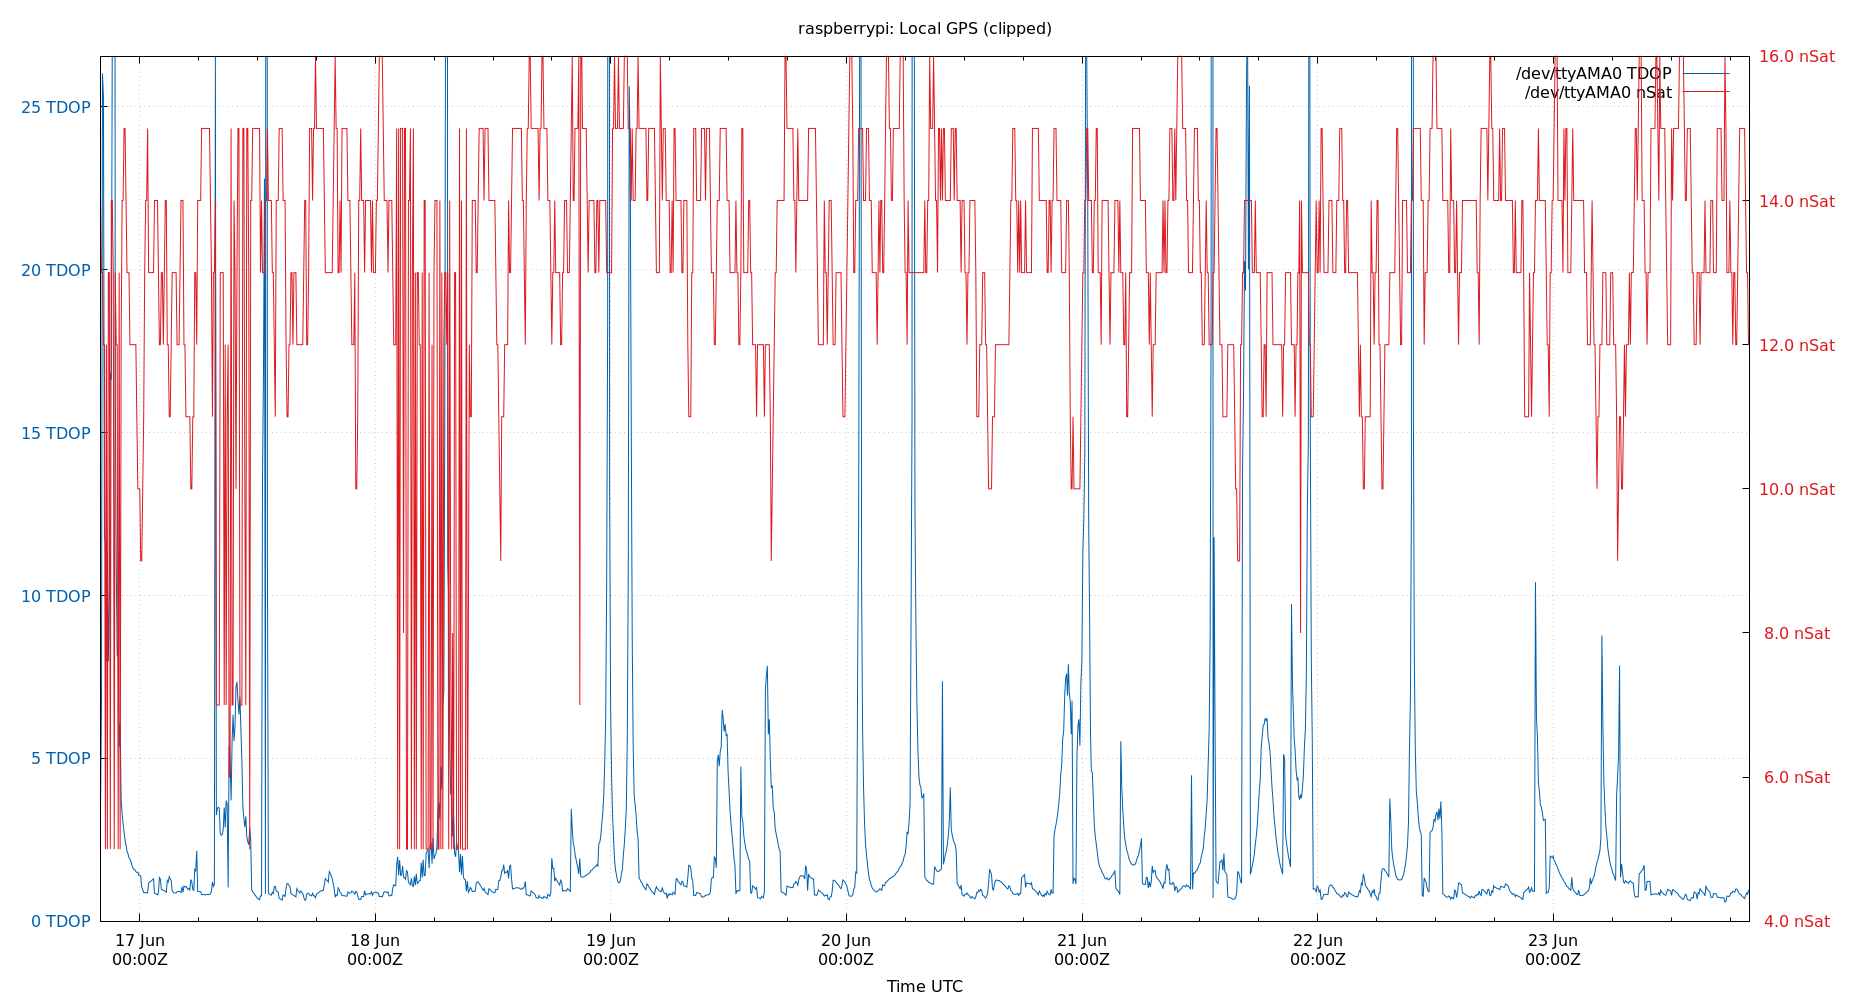 raspberrypi: Local GPS (clipped)
/dev/ttyAMA0 TDOP
/dev/ttyAMA0 nSat
25 TDOP
20 TDOP
15 TDOP
10 TDOP
5 TDOP
0 TDOP
16.0 nSat
14.0 nSat
12.0 nSat
10.0 nSat
8.0 nSat
6.0 nSat
4.0 nSat
17 Jun 18 Jun 19 Jun 20 Jun 21 Jun 22 Jun 23 Jun
00:00Z 00:00Z 00:00Z 00:00Z 00:00Z 00:00Z 00:00Z
Time UTC